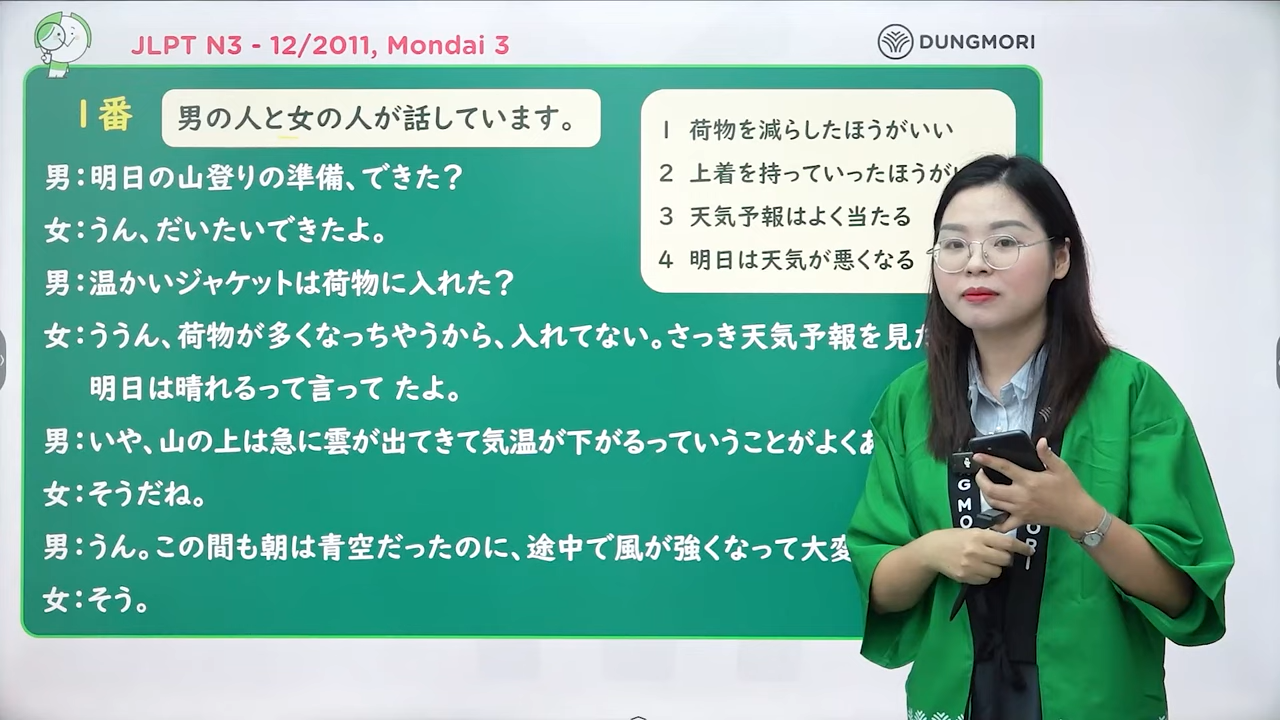 JLPT N3 - 12/2011, Mondai 3
DUNGMORI
1番
男の人と女の人が話しています。
1 荷物を減らしたほうがいい
2 上着を持っていったほうが
3 天気予報はよく当たる
4 明日は天気が悪くなる
男:明日の山登りの準備、できた?
女:うん、だいたいできたよ。
男:温かいジャケットは荷物に入れた?
女:ううん、荷物が多くなっちやうから、入れてない。さっき天気予報を見
明日は晴れるって言って たよ。
男:いや、山の上は急に雲が出てきて気温が下がるっていうことがよく
女:そうだね。
男:うん。この間も朝は青空だったのに、途中で風が強くなって大変
女:そう。
G MO